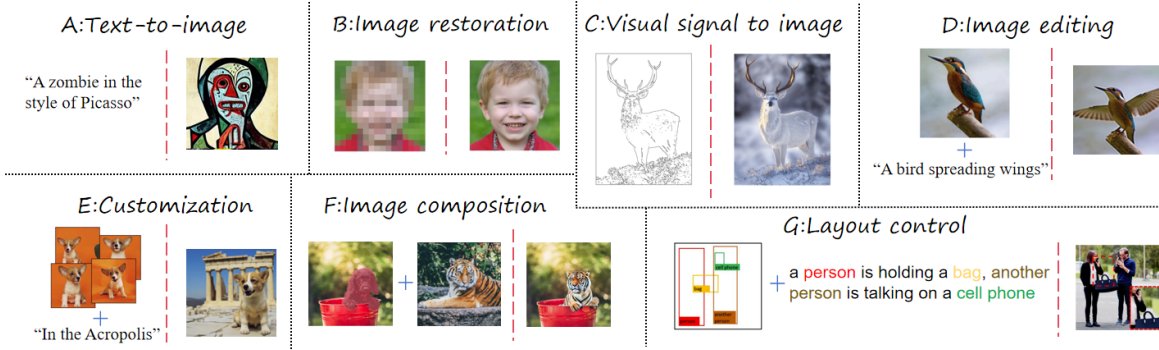 A:Text-to-image
“A zombie in the
style of Picasso”
B:Image restoration
C:Visual signal to image
D:Image editing
+
“A bird spreading wings”
E:Customization
+
“In the Acropolis”
F:Image composition
+
G:Layout control
cell phone
bag
person
another
person
+
a person is holding a bag, another
person is talking on a cell phone